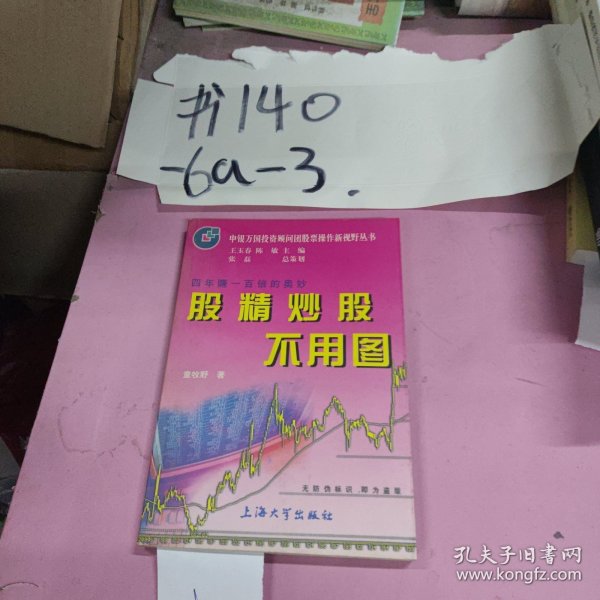 书140
-6a-3.
申银万国投资顾问团股票操作新视野丛书
王玉春 陈敏 主编
张磊 总策划
四年赚一百倍的奥妙
股精炒股
不用图
童牧野 著
无防伪标识,即为盗版
上海大学出版社
孔夫子旧书网
www.kongfz.com